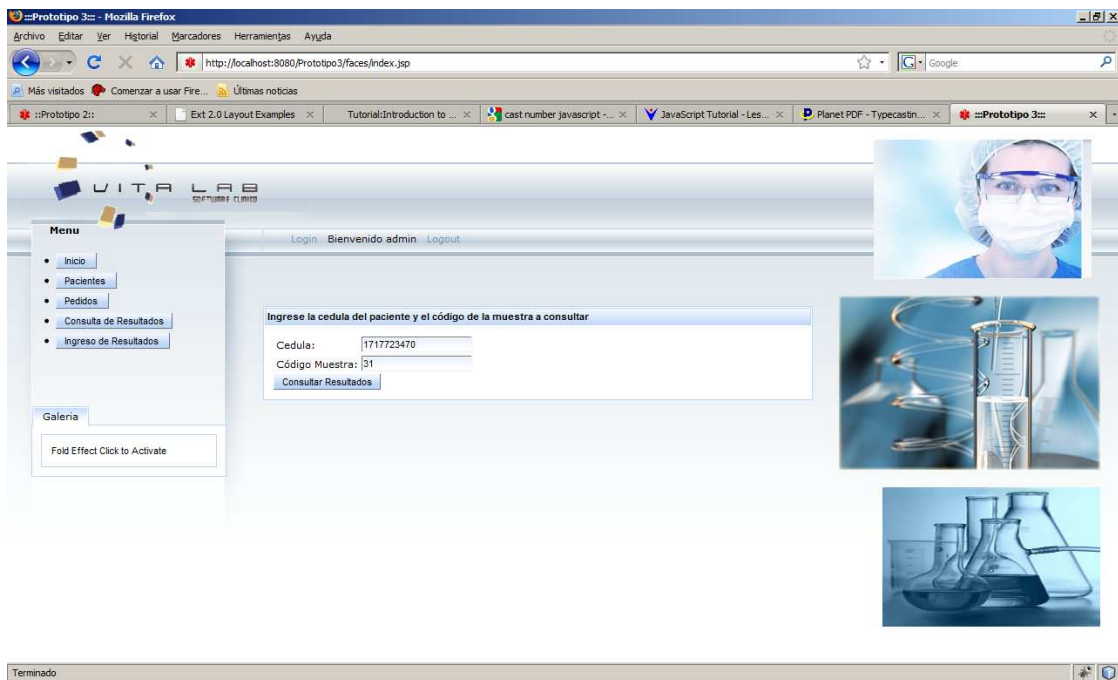 :::Prototipo 3::: - Mozilla Firefox
Archivo Editar Ver Historial Marcadores Herramientas Ayuda
http://localhost:8080/Prototipo3/faces/index.jsp
Google
Más visitados Comenzar a usar Fire... Últimas noticias
::Prototipo 2:: Ext 2.0 Layout Examples Tutorial:Introduction to ... cast number javascript -... JavaScript Tutorial - Les... Planet PDF - Typecastin... :::Prototipo 3:::
VITA LAB
SOFTWARE CLINICO
Menu
Login Bienvenido admin Logout
Inicio
Pacientes
Pedidos
Consulta de Resultados
Ingreso de Resultados
Ingrese la cedula del paciente y el código de la muestra a consultar
Cedula: 1717723470
Código Muestra: 31
Consultar Resultados
Galeria
Fold Effect Click to Activate
Terminado